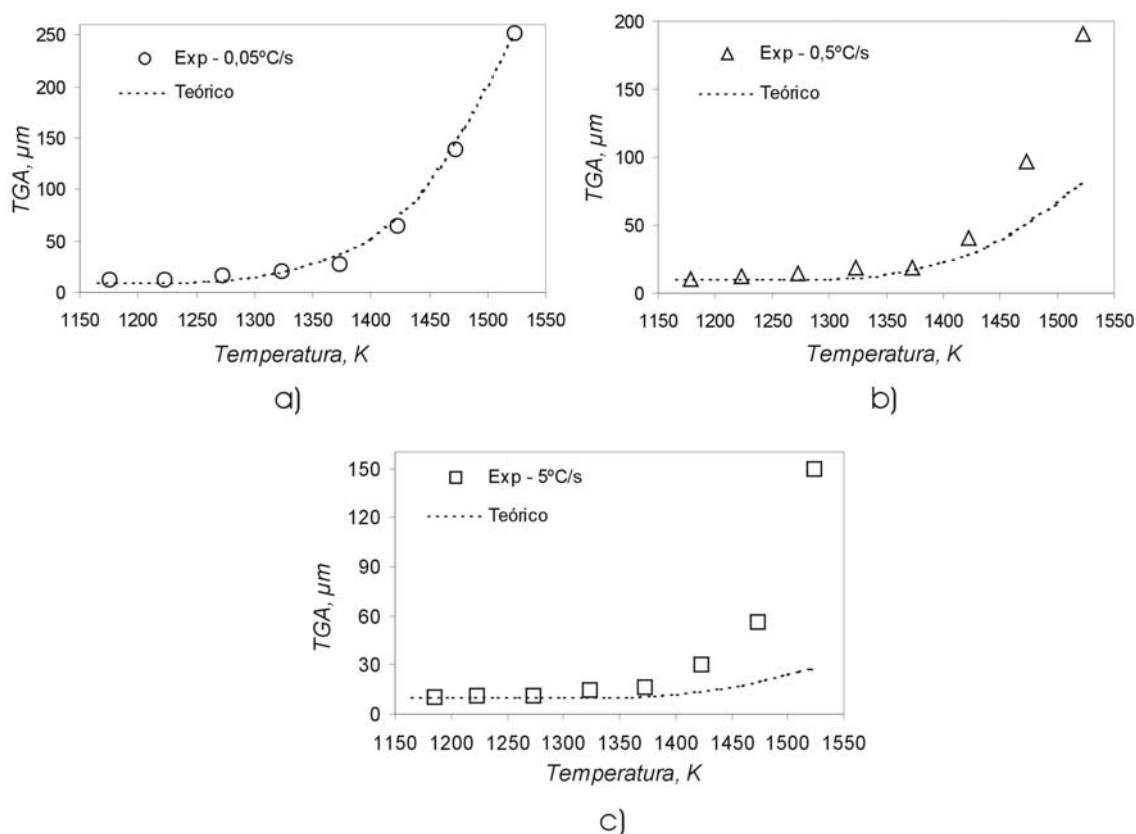 250
200
150
100
50
0
TGA, µm
Exp - 0,05ºC/s
Teórico
1150 1200 1250 1300 1350 1400 1450 1500 1550
Temperatura, K
a)
200
150
100
50
0
TGA, µm
Exp - 0,5ºC/s
Teórico
1150 1200 1250 1300 1350 1400 1450 1500 1550
Temperatura, K
b)
150
120
90
60
30
0
TGA, µm
Exp - 5ºC/s
Teórico
1150 1200 1250 1300 1350 1400 1450 1500 1550
Temperatura, K
c)